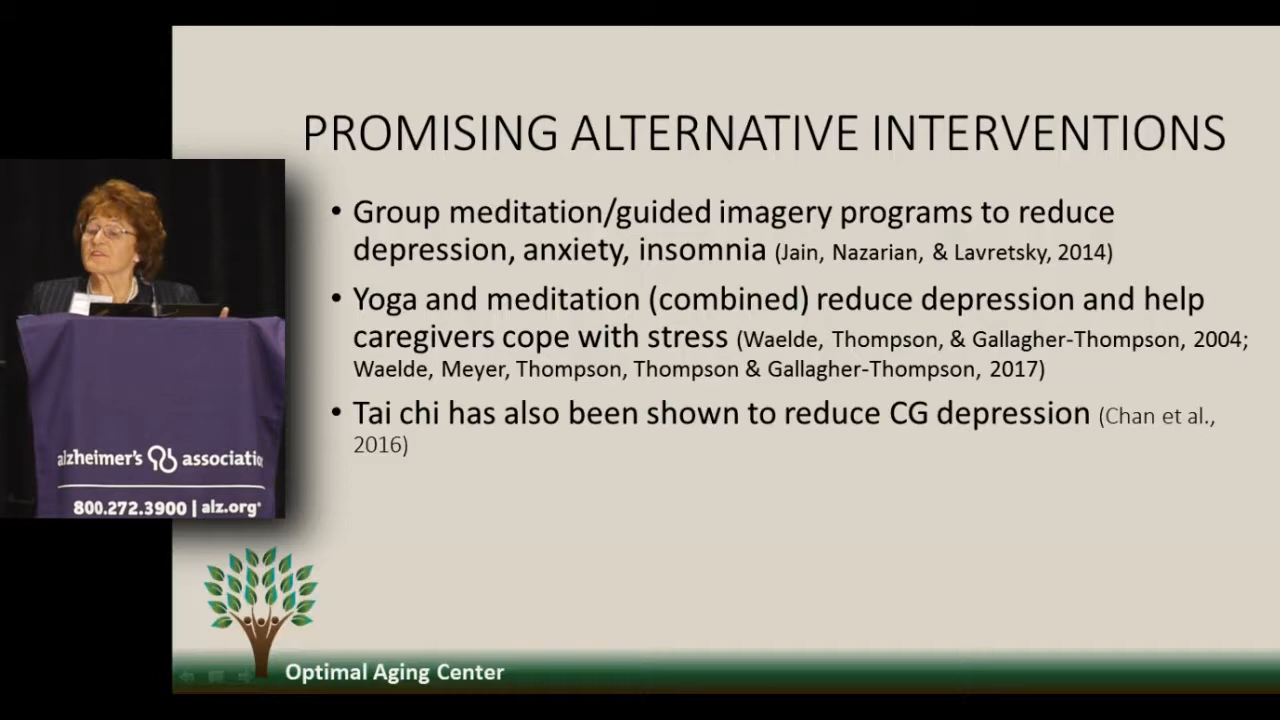 PROMISING ALTERNATIVE INTERVENTIONS
• Group meditation/guided imagery programs to reduce
depression, anxiety, insomnia (Jain, Nazarian, & Lavretsky, 2014)
• Yoga and meditation (combined) reduce depression and help
caregivers cope with stress (Waelde, Thompson, & Gallagher-Thompson, 2004;
Waelde, Meyer, Thompson, Thompson & Gallagher-Thompson, 2017)
• Tai chi has also been shown to reduce CG depression (Chan et al.,
2016)
alzheimer's associatio
800.272.3900 | alz.org®
Optimal Aging Center